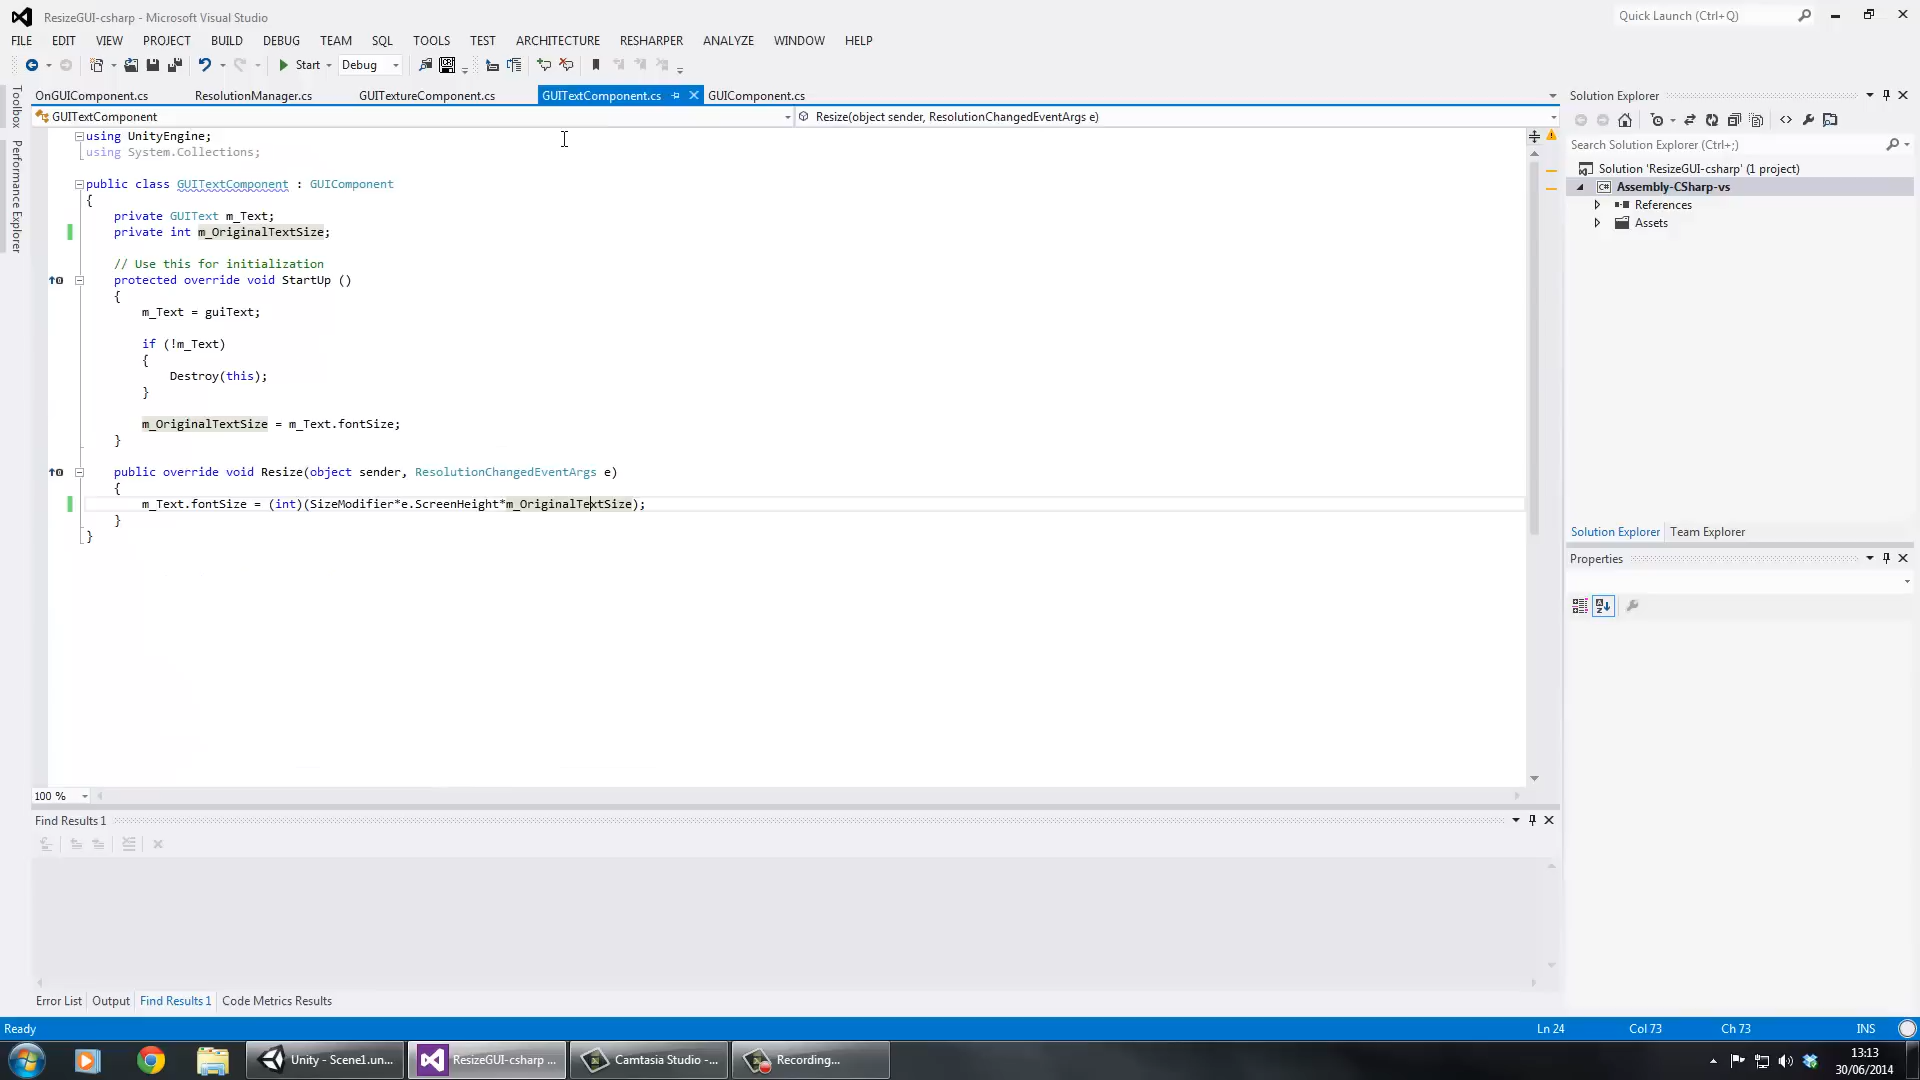 ResizeGUI-csharp - Microsoft Visual Studio
Quick Launch (Ctrl+Q)
FILE EDIT VIEW PROJECT BUILD DEBUG TEAM SQL TOOLS TEST ARCHITECTURE RESHARPER ANALYZE WINDOW HELP
Start Debug
Toolbox
Performance Explorer
OnGUIComponent.cs ResolutionManager.cs GUITextureComponent.cs GUITextComponent.cs GUIComponent.cs
GUITextComponent
Resize(object sender, ResolutionChangedEventArgs e)
using UnityEngine;
using System.Collections;
public class GUITextComponent : GUIComponent
{
private GUIText m_Text;
private int m_OriginalTextSize;
// Use this for initialization
protected override void StartUp ()
{
m_Text = guiText;
if (!m_Text)
{
Destroy(this);
}
m_OriginalTextSize = m_Text.fontSize;
}
public override void Resize(object sender, ResolutionChangedEventArgs e)
{
m_Text.fontSize = (int)(SizeModifier*e.ScreenHeight*m_OriginalTextSize);
}
}
100 %
Find Results 1
Error List Output Find Results 1 Code Metrics Results
Solution Explorer
Search Solution Explorer (Ctrl+;)
Solution 'ResizeGUI-csharp' (1 project)
C# Assembly-CSharp-vs
References
Assets
Solution Explorer Team Explorer
Properties
Ready
Ln 24 Col 73 Ch 73 INS
Unity - Scene1.un...
ResizeGUI-csharp ...
Camtasia Studio -...
Recording...
13:13
30/06/2014